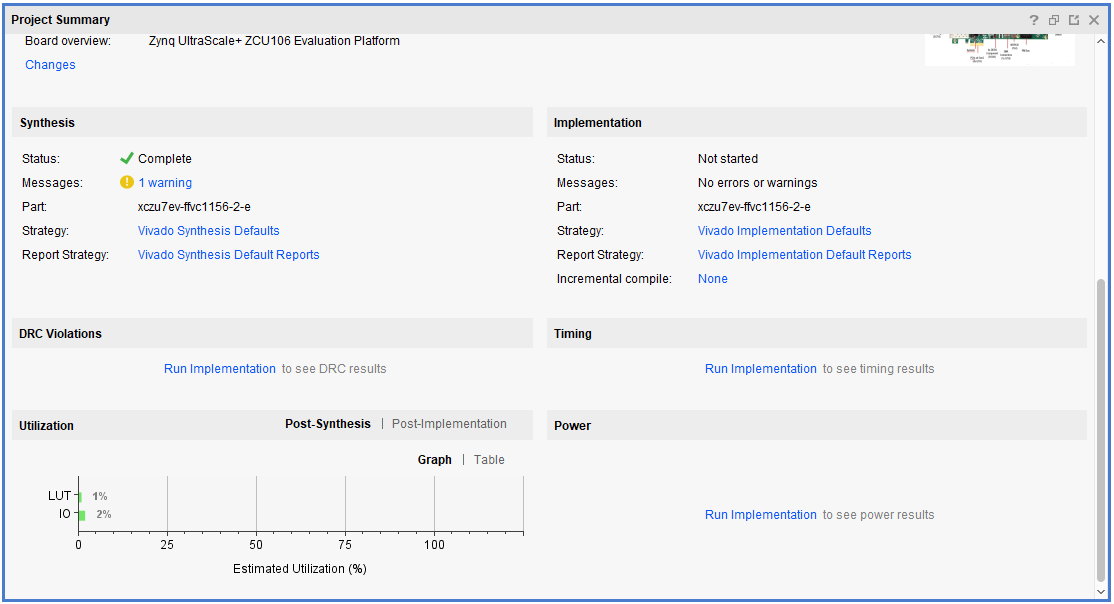 Project Summary
Board overview: Zynq UltraScale+ ZCU106 Evaluation Platform
Changes
Synthesis
Status: Complete
Messages: 1 warning
Part: xczu7ev-ffvc1156-2-e
Strategy: Vivado Synthesis Defaults
Report Strategy: Vivado Synthesis Default Reports
Implementation
Status: Not started
Messages: No errors or warnings
Part: xczu7ev-ffvc1156-2-e
Strategy: Vivado Implementation Defaults
Report Strategy: Vivado Implementation Default Reports
Incremental compile: None
DRC Violations
Run Implementation to see DRC results
Timing
Run Implementation to see timing results
Utilization Post-Synthesis | Post-Implementation
Graph | Table
LUT 1%
IO 2%
0 25 50 75 100
Estimated Utilization (%)
Power
Run Implementation to see power results